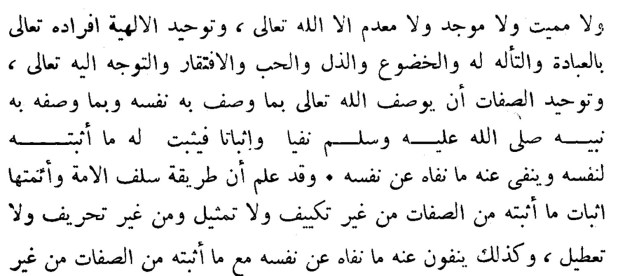 ولا مميت ولا موجد ولا معدم الا الله تعالى ، وتوحيد الالهية افراده تعالى
بالعبادة والتأله له والخضوع والذل والحب والافتقار والتوجه اليه تعالى ،
وتوحيد الصفات أن يوصف الله تعالى بما وصف به نفسه وبما وصفه به
نبيـــه صلى الله عليـــه وسلـــم نفيا وإثباتا فيثبت له ما أثبتـــه
لنفسه وينفى عنه ما نفاه عن نفسه • وقد علم أن طريقة سلف الامة وأئمتها
اثبات ما أثبته من الصفات من غير تكييف ولا تمثيل ومن غير تحريف ولا
تعطيل ، وكذلك ينفون عنه ما نفاه عن نفسه مع ما أثبته من الصفات من غير